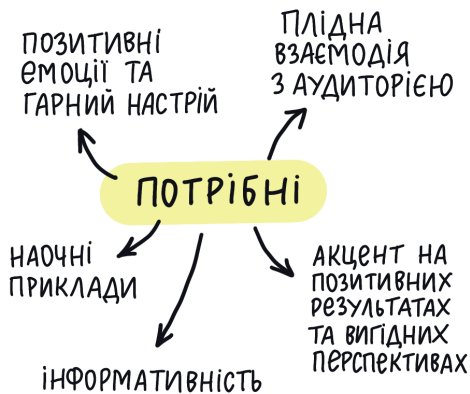 ПОЗИТИВНІ
ЕМОЦІЇ ТА
ГАРНИЙ НАСТРІЙ
ПЛІДНА
ВЗАЄМОДІЯ
З АУДИТОРІЄЮ
ПОТРІБНІ
НАОЧНІ
ПРИКЛАДИ
АКЦЕНТ НА
ПОЗИТИВНИХ
РЕЗУЛЬТАТАХ
ТА ВИГІДНИХ
ПЕРСПЕКТИВАХ
ІНФОРМАТИВНІСТЬ